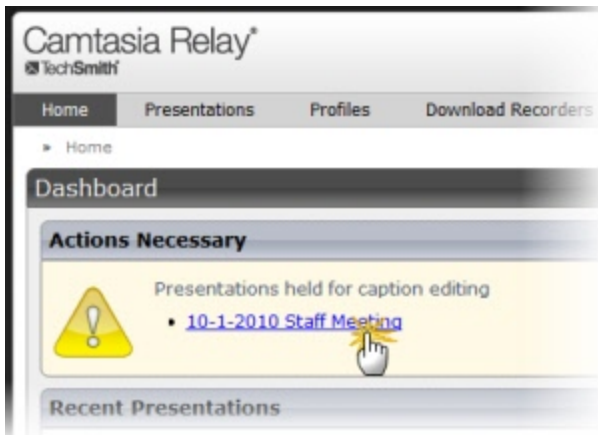 Camtasia Relay®
TechSmith®
Home Presentations Profiles Download Recorders
» Home
Dashboard
Actions Necessary
Presentations held for caption editing
• 10-1-2010 Staff Meeting
Recent Presentations